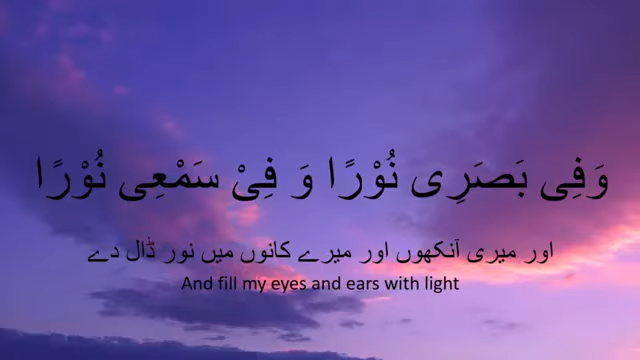 وَفِی بَصَرِی نُوْرًا وَ فِیْ سَمْعِی نُوْرًا
اور میری آنکھوں اور میرے کانوں میں نور ڈال دے
And fill my eyes and ears with light